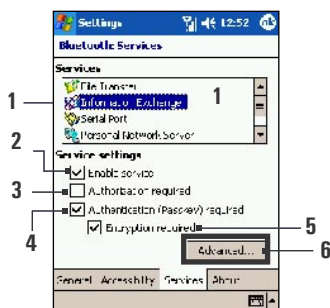 Settings 12:52 ok
Bluetooth Services
Services
File Transfer
1 Information Exchange 1
Serial Port
Personal Network Server
Service settings
2 Enable service
3 Authorization required
4 Authentication (Passkey) required
Encryption required 5
Advanced... 6
General Accessibility Services About